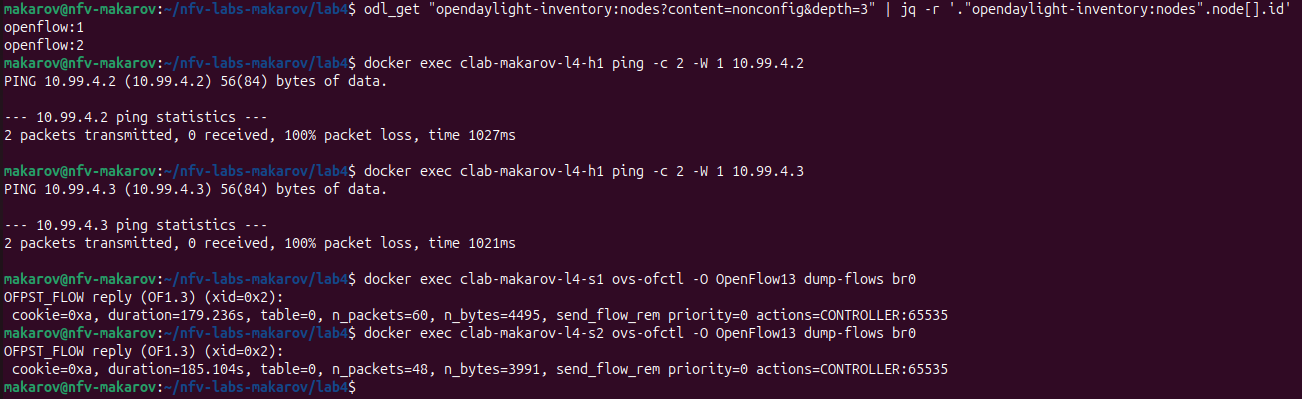 makarov@nfv-makarov:~/nfv-labs-makarov/lab4$ odl_get "opendaylight-inventory:nodes?content=nonconfig&depth=3" | jq -r '."opendaylight-inventory:nodes".node[].id'
openflow:1
openflow:2
makarov@nfv-makarov:~/nfv-labs-makarov/lab4$ docker exec clab-makarov-l4-h1 ping -c 2 -W 1 10.99.4.2
PING 10.99.4.2 (10.99.4.2) 56(84) bytes of data.

--- 10.99.4.2 ping statistics ---
2 packets transmitted, 0 received, 100% packet loss, time 1027ms

makarov@nfv-makarov:~/nfv-labs-makarov/lab4$ docker exec clab-makarov-l4-h1 ping -c 2 -W 1 10.99.4.3
PING 10.99.4.3 (10.99.4.3) 56(84) bytes of data.

--- 10.99.4.3 ping statistics ---
2 packets transmitted, 0 received, 100% packet loss, time 1021ms

makarov@nfv-makarov:~/nfv-labs-makarov/lab4$ docker exec clab-makarov-l4-s1 ovs-ofctl -O OpenFlow13 dump-flows br0
OFPST_FLOW reply (OF1.3) (xid=0x2):
 cookie=0xa, duration=179.236s, table=0, n_packets=60, n_bytes=4495, send_flow_rem priority=0 actions=CONTROLLER:65535
makarov@nfv-makarov:~/nfv-labs-makarov/lab4$ docker exec clab-makarov-l4-s2 ovs-ofctl -O OpenFlow13 dump-flows br0
OFPST_FLOW reply (OF1.3) (xid=0x2):
 cookie=0xa, duration=185.104s, table=0, n_packets=48, n_bytes=3991, send_flow_rem priority=0 actions=CONTROLLER:65535
makarov@nfv-makarov:~/nfv-labs-makarov/lab4$